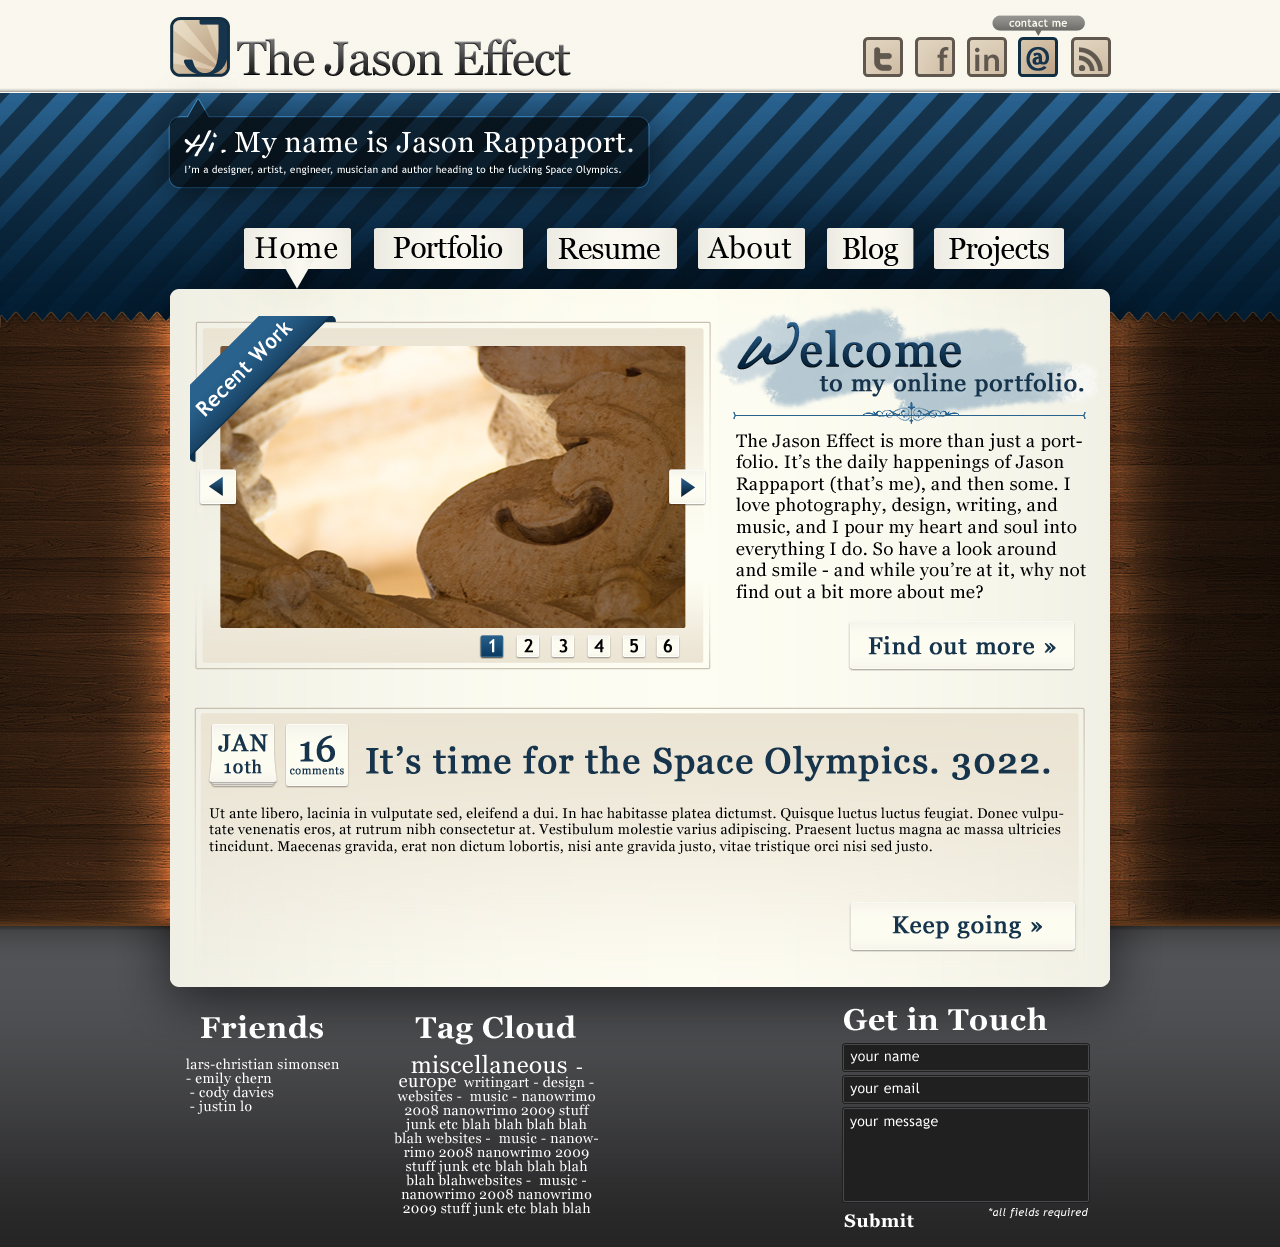 The Jason Effect
contact me
t f in @
Hi. My name is Jason Rappaport.
I'm a designer, artist, engineer, musician and author heading to the fucking Space Olympics.
Home Portfolio Resume About Blog Projects
Recent Work
1 2 3 4 5 6
Welcome
to my online portfolio.
The Jason Effect is more than just a port-
folio. It's the daily happenings of Jason
Rappaport (that's me), and then some. I
love photography, design, writing, and
music, and I pour my heart and soul into
everything I do. So have a look around
and smile - and while you're at it, why not
find out a bit more about me?
Find out more »
JAN
10th
16
comments
It's time for the Space Olympics. 3022.
Ut ante libero, lacinia in vulputate sed, eleifend a dui. In hac habitasse platea dictumst. Quisque luctus luctus feugiat. Donec vulpu-
tate venenatis eros, at rutrum nibh consectetur at. Vestibulum molestie varius adipiscing. Praesent luctus magna ac massa ultricies
tincidunt. Maecenas gravida, erat non dictum lobortis, nisi ante gravida justo, vitae tristique orci nisi sed justo.
Keep going »
Friends
lars-christian simonsen
- emily chern
- cody davies
- justin lo
Tag Cloud
miscellaneous -
europe writingart - design -
websites - music - nanowrimo
2008 nanowrimo 2009 stuff
junk etc blah blah blah blah
blah websites - music - nanow-
rimo 2008 nanowrimo 2009
stuff junk etc blah blah blah
blah blahwebsites - music -
nanowrimo 2008 nanowrimo
2009 stuff junk etc blah blah
Get in Touch
your name
your email
your message
Submit
*all fields required